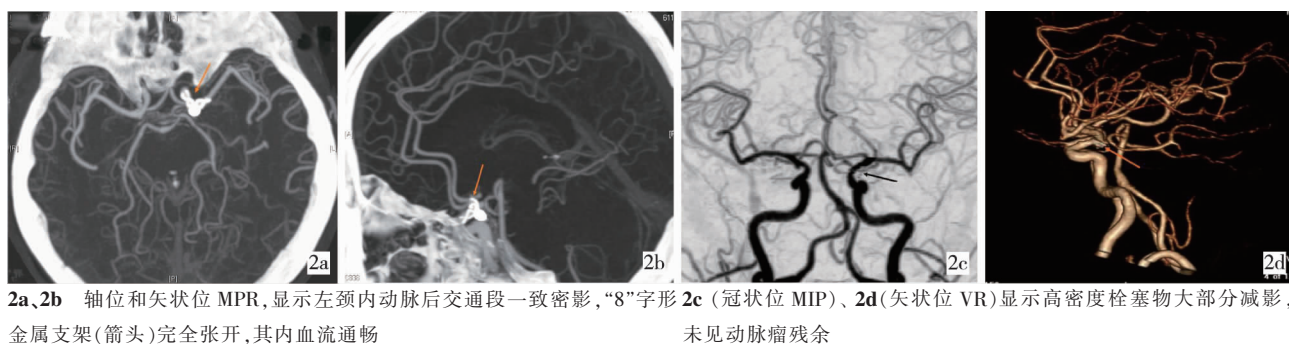 2a
2b
2c
2d
2a、2b 轴位和矢状位 MPR,显示左颈内动脉后交通段一致密影,“8”字形
金属支架(箭头)完全张开,其内血流通畅
2c (冠状位 MIP)、2d(矢状位 VR)显示高密度栓塞物大部分减影,
未见动脉瘤残余